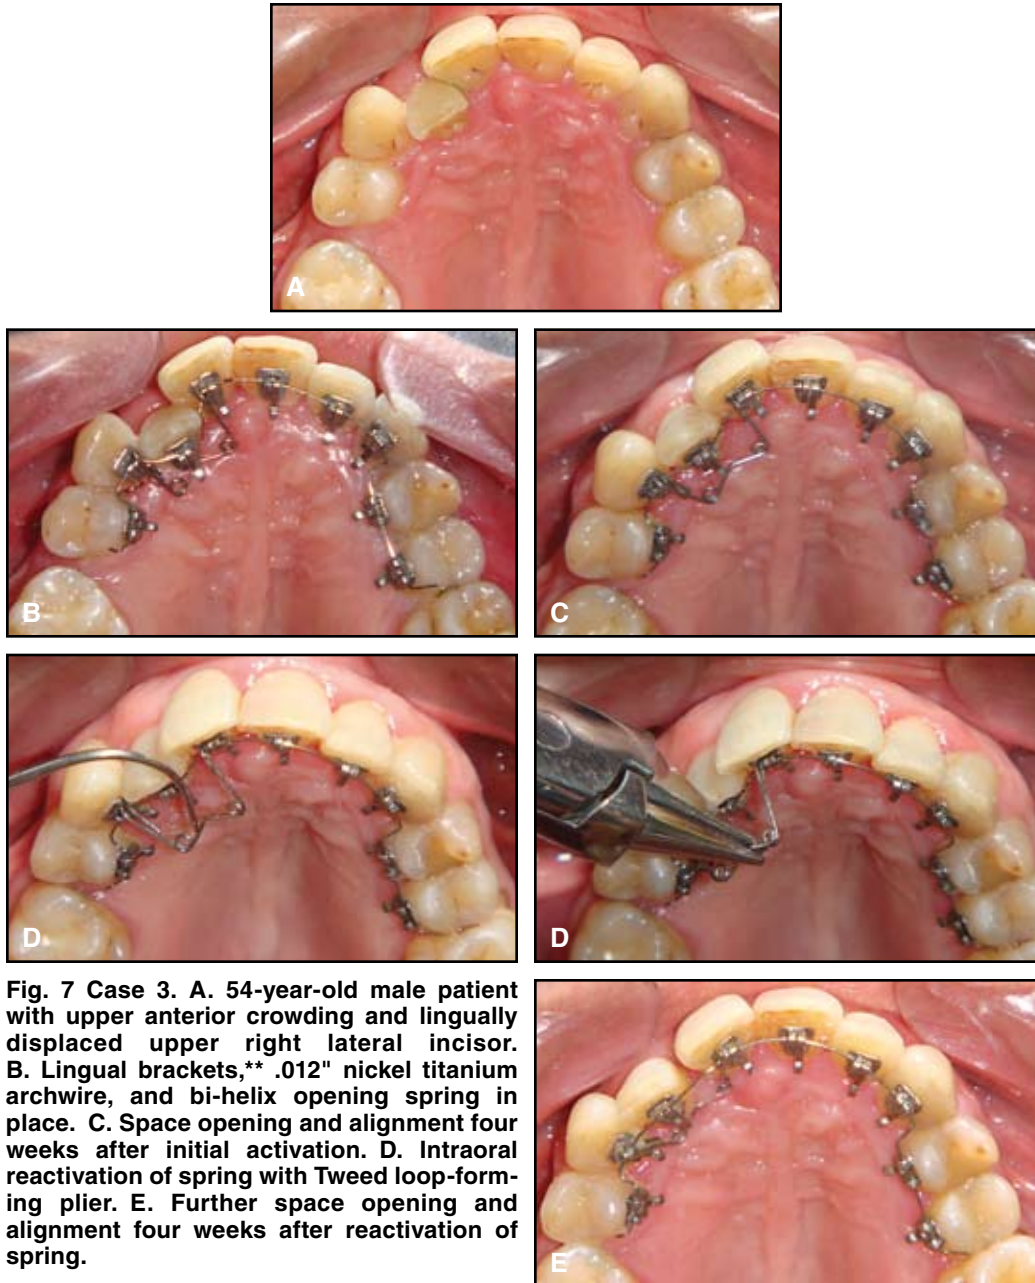 A
B
C
D
D
Fig. 7 Case 3. A. 54-year-old male patient
with upper anterior crowding and lingually
displaced upper right lateral incisor.
B. Lingual brackets,** .012" nickel titanium
archwire, and bi-helix opening spring in
place. C. Space opening and alignment four
weeks after initial activation. D. Intraoral
reactivation of spring with Tweed loop-form-
ing plier. E. Further space opening and
alignment four weeks after reactivation of
spring.
E